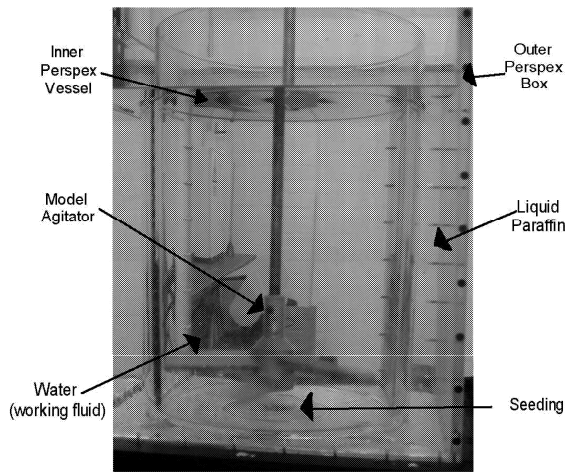 Inner
Perspex
Vessel
Outer
Perspex
Box
Model
Agitator
Liquid
Paraffin
Water
(working fluid)
Seeding